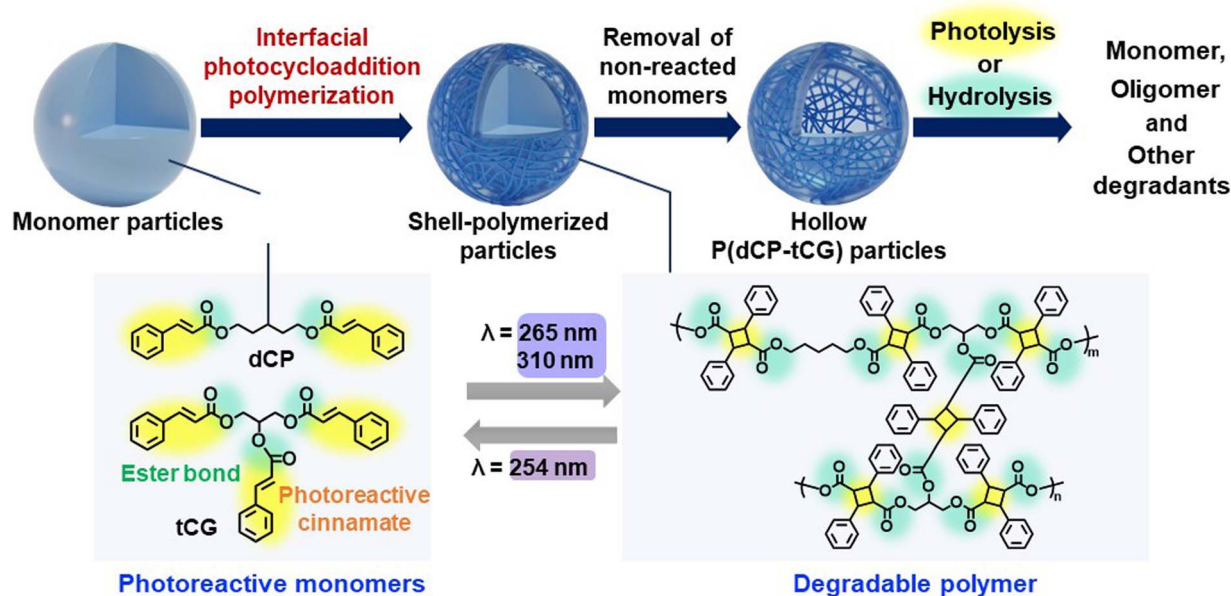 Interfacial
photocycloaddition
polymerization
Removal of
non-reacted
monomers
Photolysis
or
Hydrolysis
Monomer,
Oligomer
and
Other
degradants
Monomer particles
Shell-polymerized
particles
Hollow
P(dCP-tCG) particles
O
O
O
O
dCP
O
O
O
O
O
O
Ester bond
Photoreactive
cinnamate
tCG
Photoreactive monomers
λ = 265 nm
310 nm
λ = 254 nm
O
O
O
O
O
O
O
O
O
O
O
O
O
O
m
O
O
O
O
O
O
O
O
O
O
n
Degradable polymer